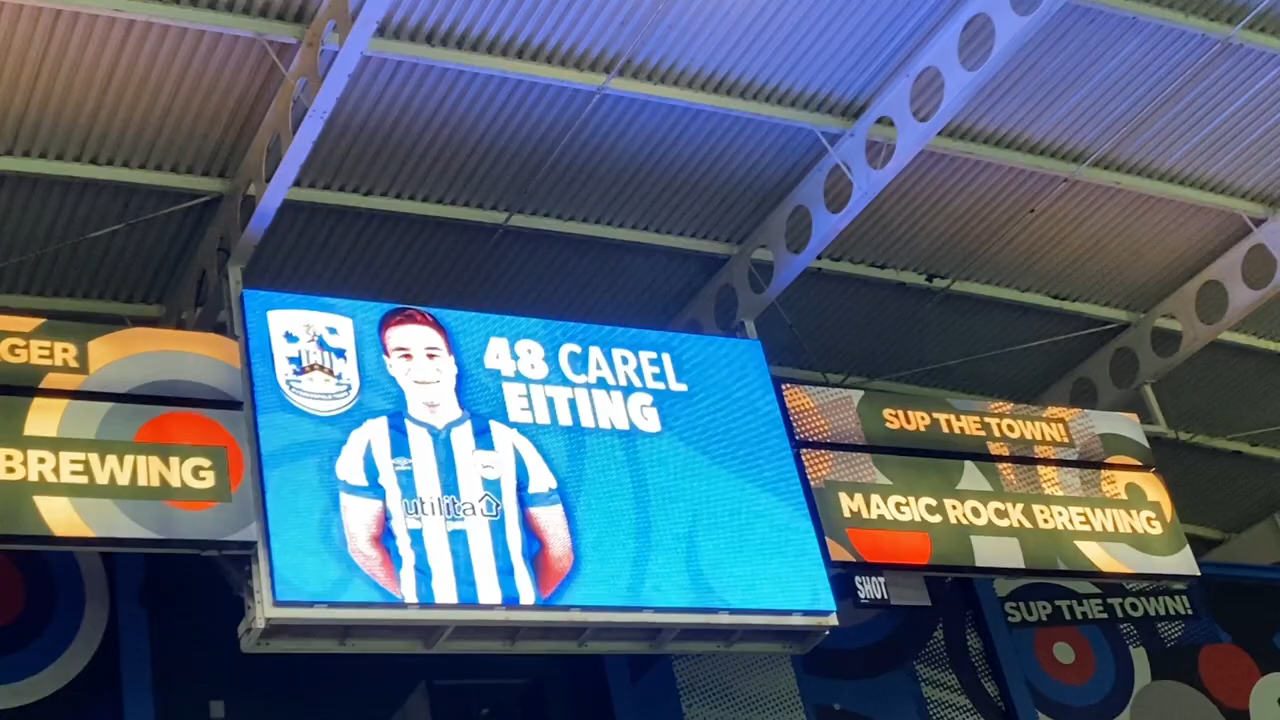 48 CAREL
EITING
utilita
GER
BREWING
SUP THE TOWN!
MAGIC ROCK BREWING
SHOT
SUP THE TOWN!